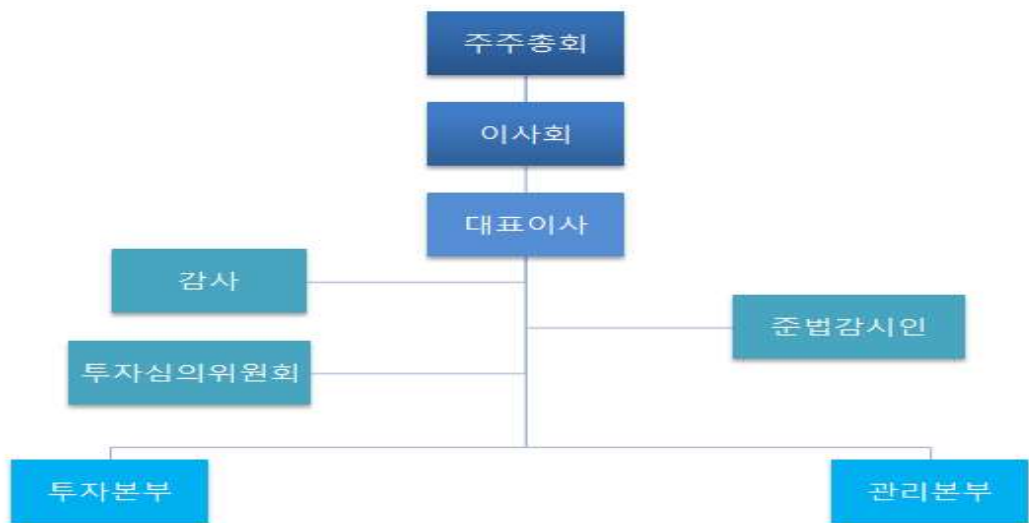 주주총회
이사회
대표이사
감사
준법감시인
투자심의위원회
투자본부
관리본부